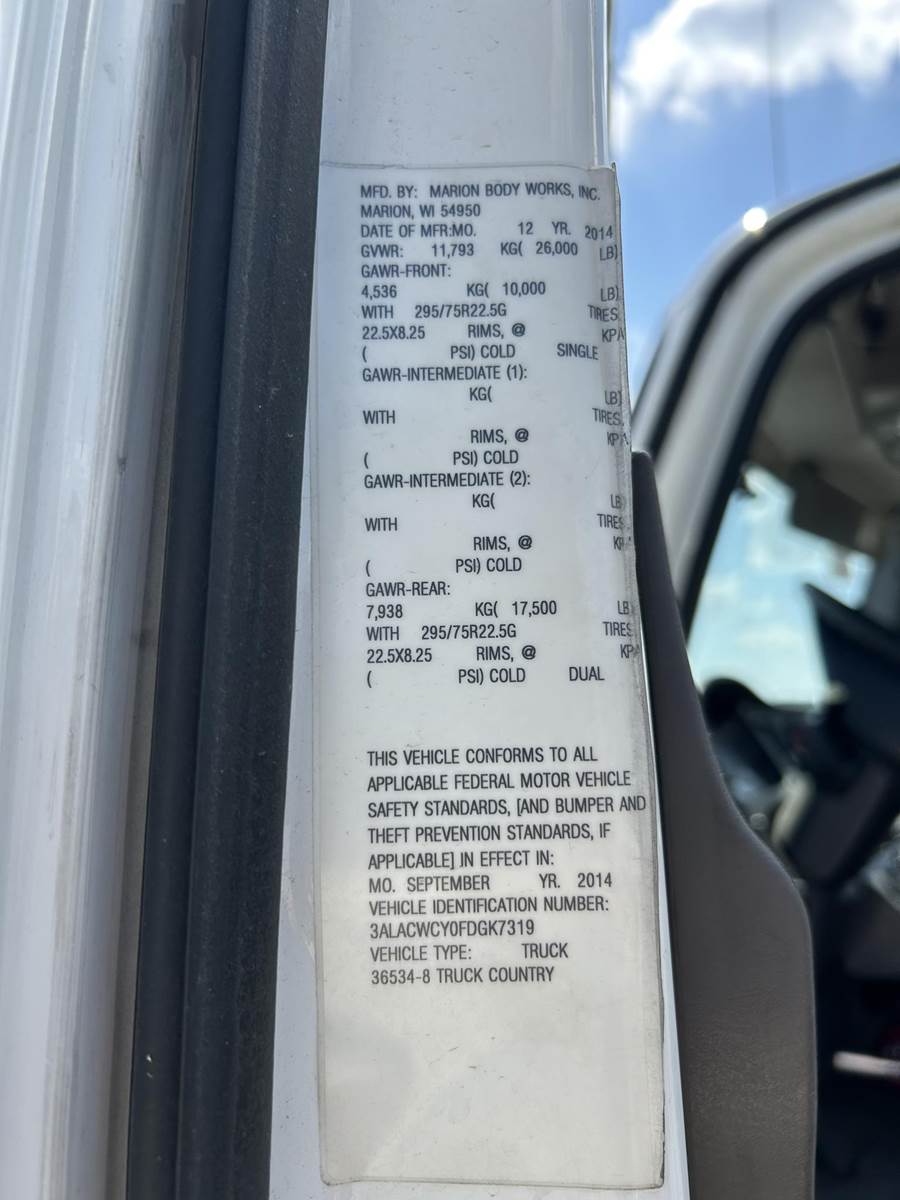 MFD. BY: MARION BODY WORKS, INC.
MARION, WI 54950
DATE OF MFR:MO. 12 YR. 2014
GVWR: 11,793 KG( 26,000 LB)
GAWR-FRONT:
4,536 KG( 10,000 LB)
WITH 295/75R22.5G TIRES,
22.5X8.25 RIMS, @ KPA
( PSI) COLD SINGLE
GAWR-INTERMEDIATE (1):
KG( LB)
WITH TIRES,
RIMS, @ KPA
( PSI) COLD
GAWR-INTERMEDIATE (2):
KG( LB)
WITH TIRES,
RIMS, @ KPA
( PSI) COLD
GAWR-REAR:
7,938 KG( 17,500 LB
WITH 295/75R22.5G TIRES
22.5X8.25 RIMS, @ KPA
( PSI) COLD DUAL
THIS VEHICLE CONFORMS TO ALL
APPLICABLE FEDERAL MOTOR VEHICLE
SAFETY STANDARDS, [AND BUMPER AND
THEFT PREVENTION STANDARDS, IF
APPLICABLE] IN EFFECT IN:
MO. SEPTEMBER YR. 2014
VEHICLE IDENTIFICATION NUMBER:
3ALACWCY0FDGK7319
VEHICLE TYPE: TRUCK
36534-8 TRUCK COUNTRY